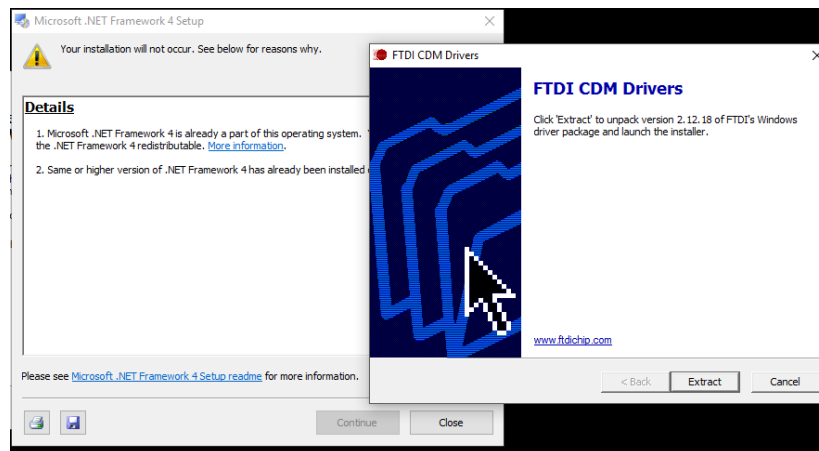 Microsoft .NET Framework 4 Setup
Your installation will not occur. See below for reasons why.
Details
1. Microsoft .NET Framework 4 is already a part of this operating system.
the .NET Framework 4 redistributable. More information.
2. Same or higher version of .NET Framework 4 has already been installed
Please see Microsoft .NET Framework 4 Setup readme for more information.
Continue
Close
FTDI CDM Drivers
FTDI CDM Drivers
Click 'Extract' to unpack version 2.12.18 of FTDI's Windows
driver package and launch the installer.
www.ftdichip.com
< Back
Extract
Cancel